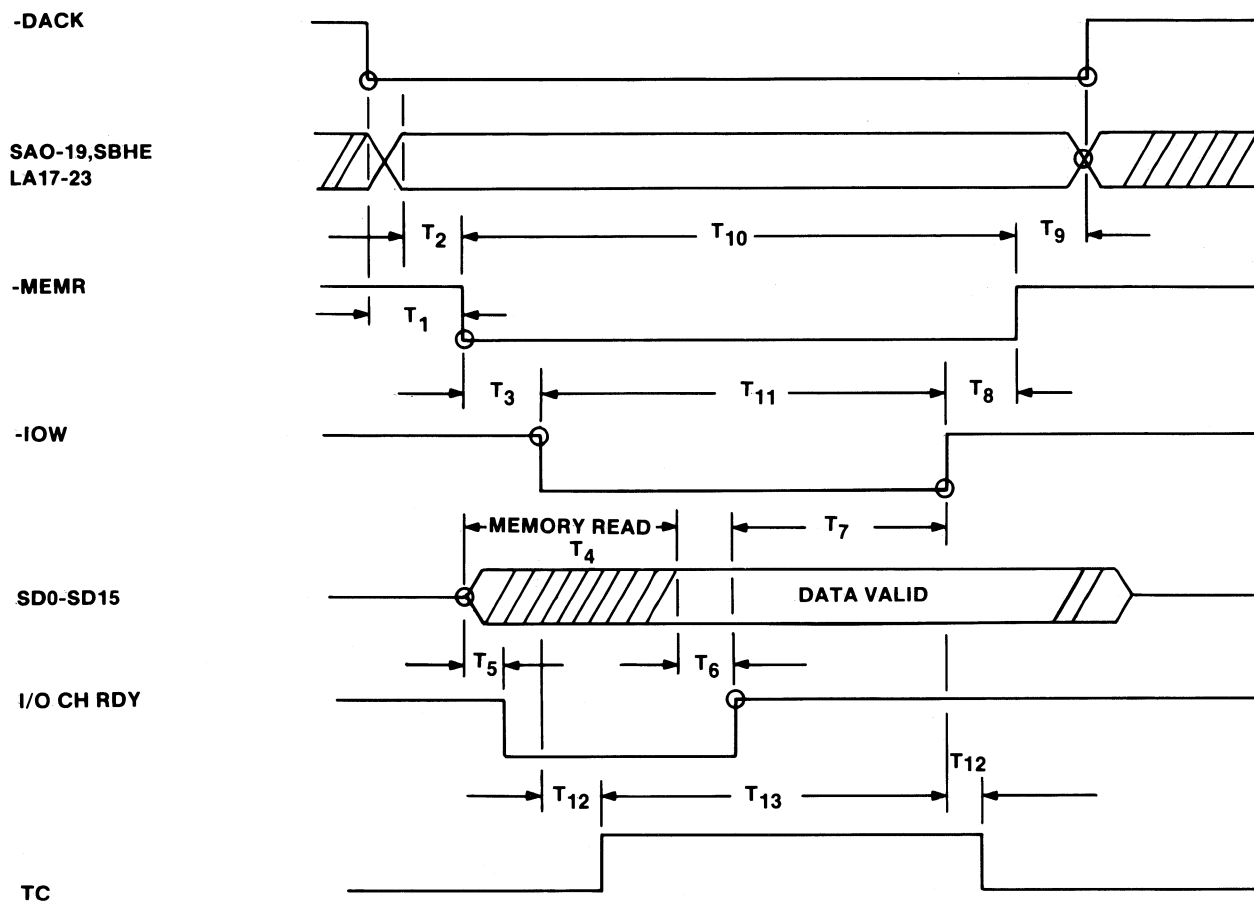 -DACK
SAO-19,SBHE
LA17-23
T2
T10
T9
-MEMR
T1
T3
T11
T8
-IOW
MEMORY READ
T4
T7
SD0-SD15
DATA VALID
T5
T6
I/O CH RDY
T12
T12
T13
TC